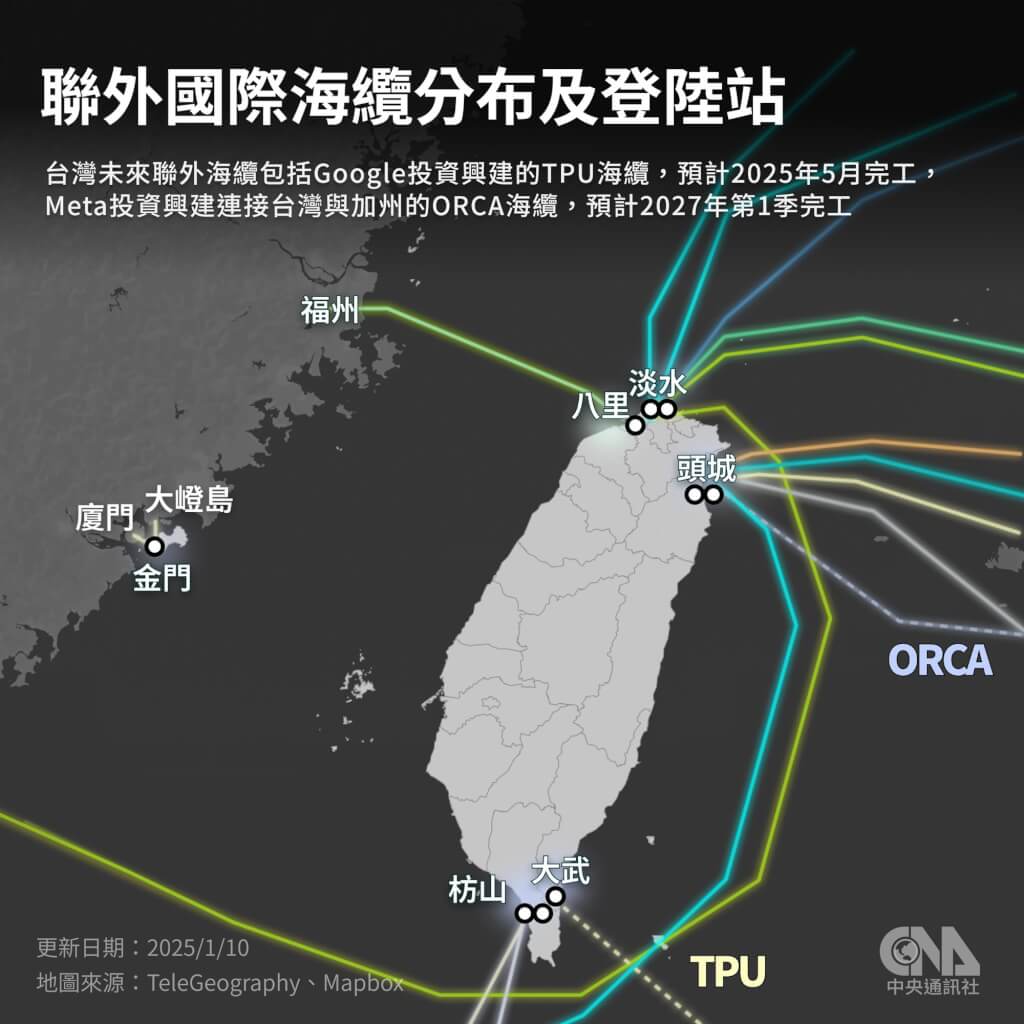 聯外國際海纜分布及登陸站
台灣未來聯外海纜包括Google投資興建的TPU海纜，預計2025年5月完工，
Meta投資興建連接台灣與加州的ORCA海纜，預計2027年第1季完工
福州
淡水
八里
頭城
大嶝島
廈門
金門
ORCA
大武
枋山
TPU
更新日期：2025/1/10
地圖來源：TeleGeography、Mapbox
CNA
中央通訊社